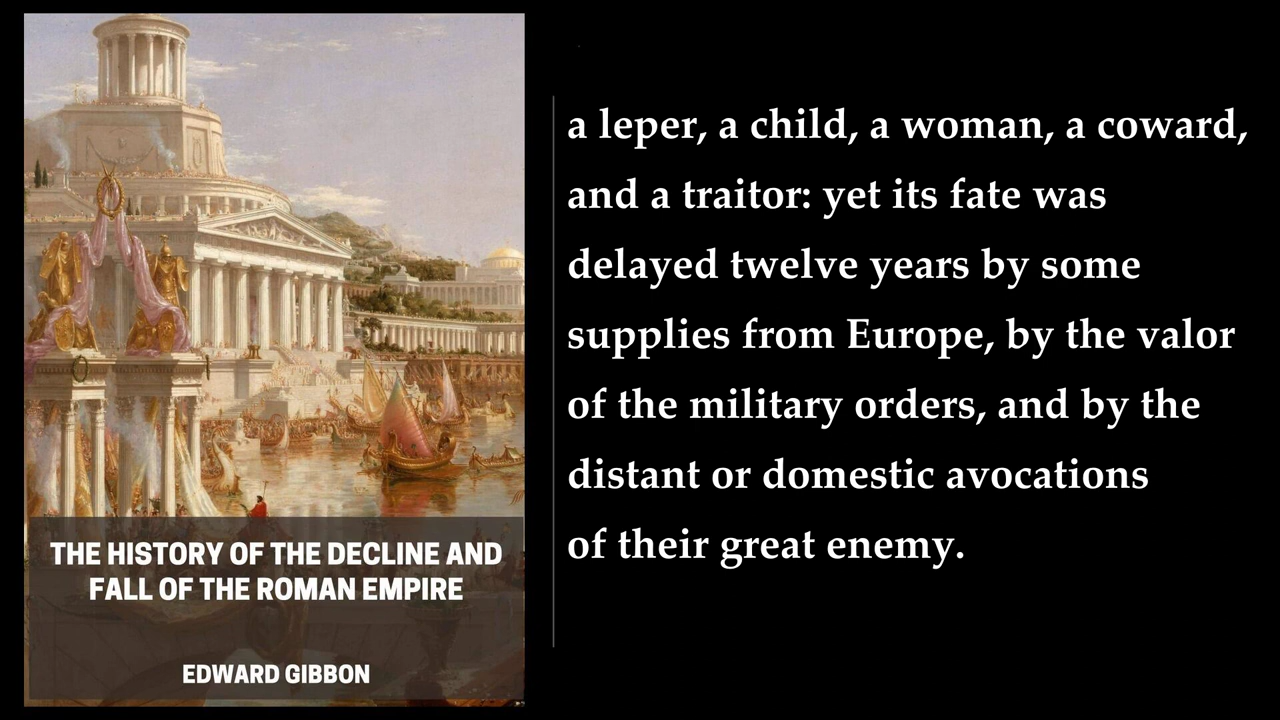 THE HISTORY OF THE DECLINE AND
FALL OF THE ROMAN EMPIRE
EDWARD GIBBON
a leper, a child, a woman, a coward,
and a traitor: yet its fate was
delayed twelve years by some
supplies from Europe, by the valor
of the military orders, and by the
distant or domestic avocations
of their great enemy.